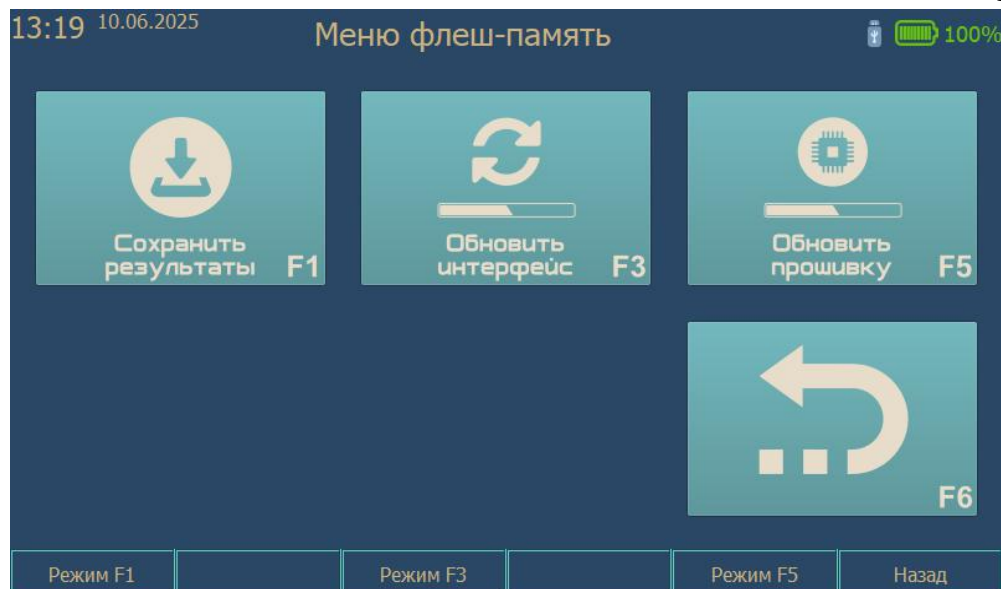 13:19 10.06.2025 Меню флеш-память 100%
Сохранить
результаты F1
Обновить
интерфейс F3
Обновить
прошивку F5
F6
Режим F1 Режим F3 Режим F5 Назад